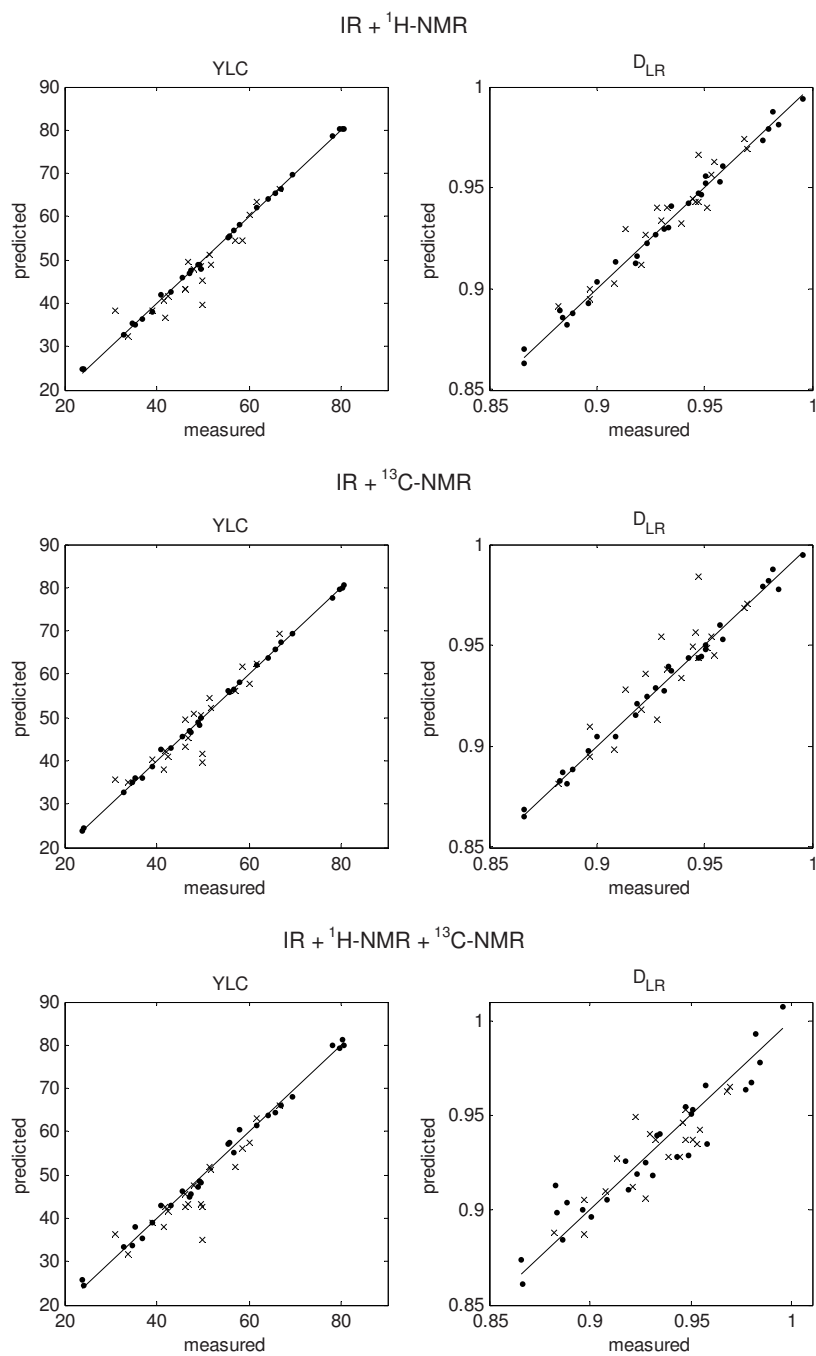 IR + ¹H-NMR
YLC
D_LR
90
80
70
60
50
40
30
20
predicted
20 40 60 80
measured
1
0.95
0.9
0.85
predicted
0.85 0.9 0.95 1
measured
IR + ¹³C-NMR
YLC
D_LR
90
80
70
60
50
40
30
20
predicted
20 40 60 80
measured
1
0.95
0.9
0.85
predicted
0.85 0.9 0.95 1
measured
IR + ¹H-NMR + ¹³C-NMR
YLC
D_LR
90
80
70
60
50
40
30
20
predicted
20 40 60 80
measured
1
0.95
0.9
0.85
predicted
0.85 0.9 0.95 1
measured